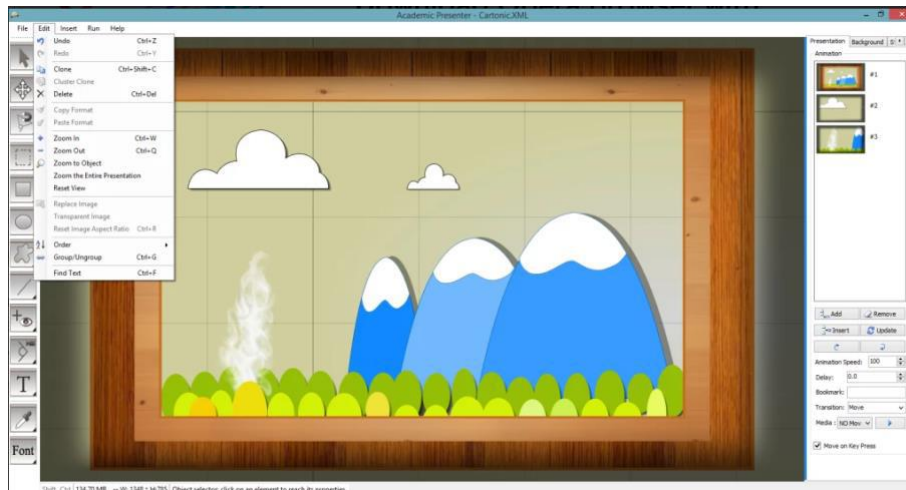 Academic Presenter - Cartonic.XML
File Edit Insert Run Help
Undo Ctrl+Z
Redo Ctrl+Y
Clone Ctrl+Shift+C
Cluster Clone
Delete Ctrl+Del
Copy Format
Paste Format
Zoom In Ctrl+W
Zoom Out Ctrl+Q
Zoom to Object
Zoom the Entire Presentation
Reset View
Replace Image
Transparent Image
Reset Image Aspect Ratio Ctrl+R
Order
Group/Ungroup Ctrl+G
Find Text Ctrl+F
T
Font
Presentation Background
Animation
#1
#2
#3
Add Remove
Insert Update
Animation Speed: 100
Delay: 0.0
Bookmark:
Transition: Move
Media : NO Mov
Move on Key Press